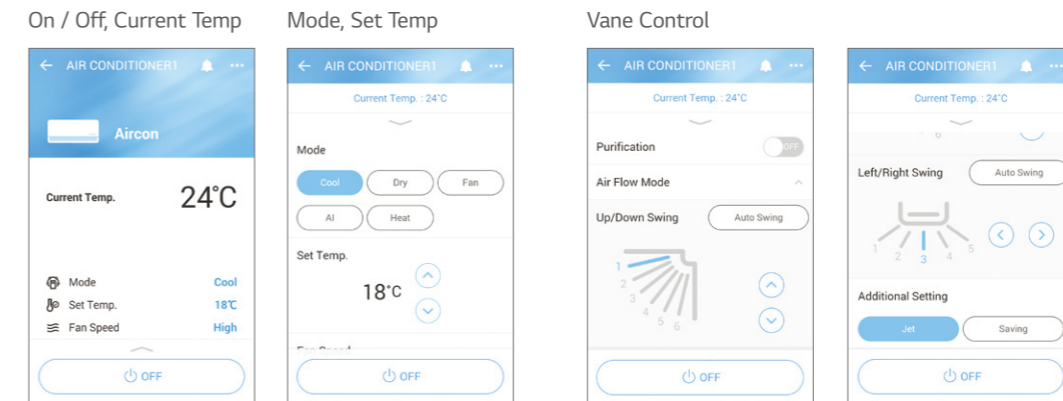 On / Off, Current Temp
Mode, Set Temp
Vane Control
← AIR CONDITIONER1
Aircon
Current Temp. 24°C
Mode Cool
Set Temp. 18℃
Fan Speed High
OFF
← AIR CONDITIONER1
Current Temp. : 24°C
Mode
Cool Dry Fan
AI Heat
Set Temp.
18°C
Fan Speed
OFF
← AIR CONDITIONER1
Current Temp. : 24°C
Purification OFF
Air Flow Mode
Up/Down Swing Auto Swing
1
2
3
4
5
6
OFF
← AIR CONDITIONER1
Current Temp. : 24°C
6
Left/Right Swing Auto Swing
1 2 3 4 5
Additional Setting
Jet Saving
OFF